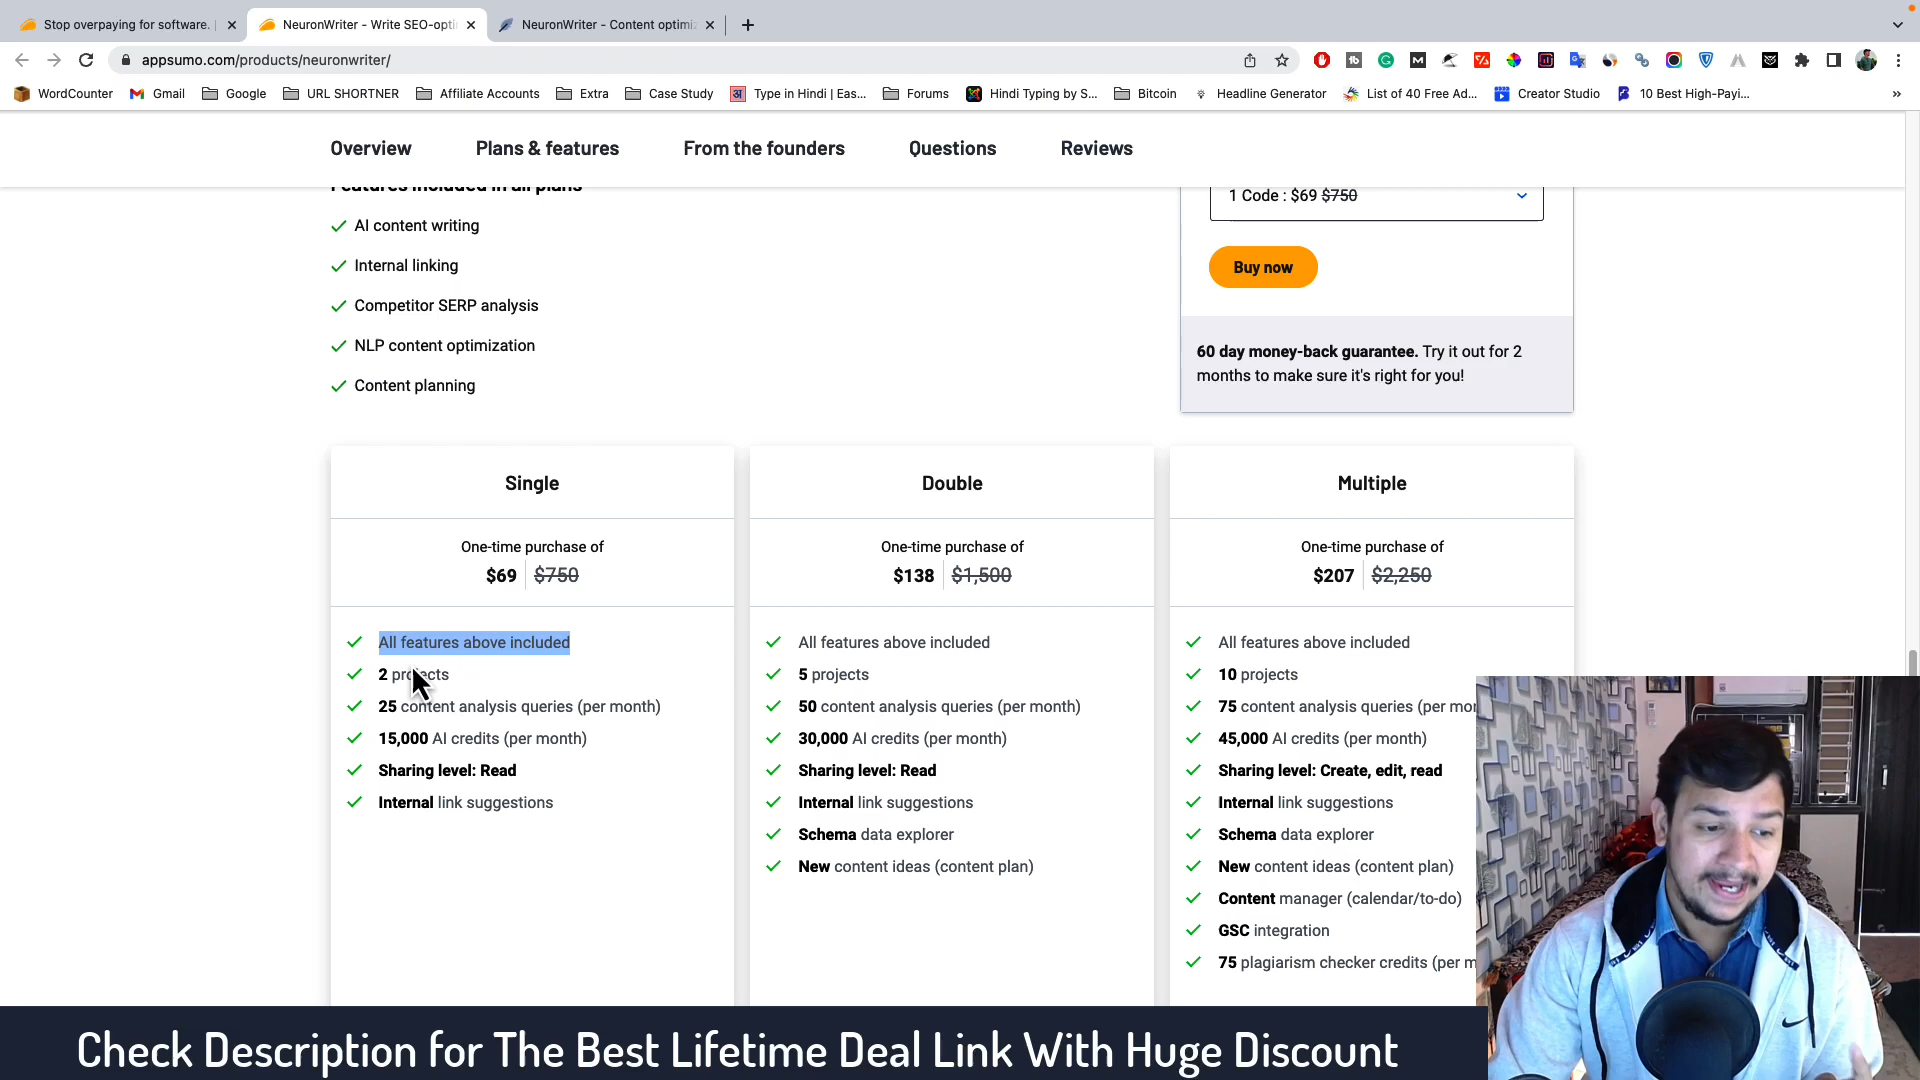 Stop overpaying for software.
NeuronWriter - Write SEO-opti
NeuronWriter - Content optimiz
appsumo.com/products/neuronwriter/
WordCounter
Gmail
Google
URL SHORTNER
Affiliate Accounts
Extra
Case Study
Type in Hindi | Eas...
Forums
Hindi Typing by S...
Bitcoin
Headline Generator
List of 40 Free Ad...
Creator Studio
10 Best High-Payi...
»
Overview
Plans & features
From the founders
Questions
Reviews
Features included in all plans
AI content writing
Internal linking
Competitor SERP analysis
NLP content optimization
Content planning
1 Code : $69 $750
Buy now
60 day money-back guarantee. Try it out for 2
months to make sure it's right for you!
Single
One-time purchase of
$69 $750
All features above included
2 projects
25 content analysis queries (per month)
15,000 AI credits (per month)
Sharing level: Read
Internal link suggestions
Double
One-time purchase of
$138 $1,500
All features above included
5 projects
50 content analysis queries (per month)
30,000 AI credits (per month)
Sharing level: Read
Internal link suggestions
Schema data explorer
New content ideas (content plan)
Multiple
One-time purchase of
$207 $2,250
All features above included
10 projects
75 content analysis queries (per mor
45,000 AI credits (per month)
Sharing level: Create, edit, read
Internal link suggestions
Schema data explorer
New content ideas (content plan)
Content manager (calendar/to-do)
GSC integration
75 plagiarism checker credits (per m
Check Description for The Best Lifetime Deal Link With Huge Discount